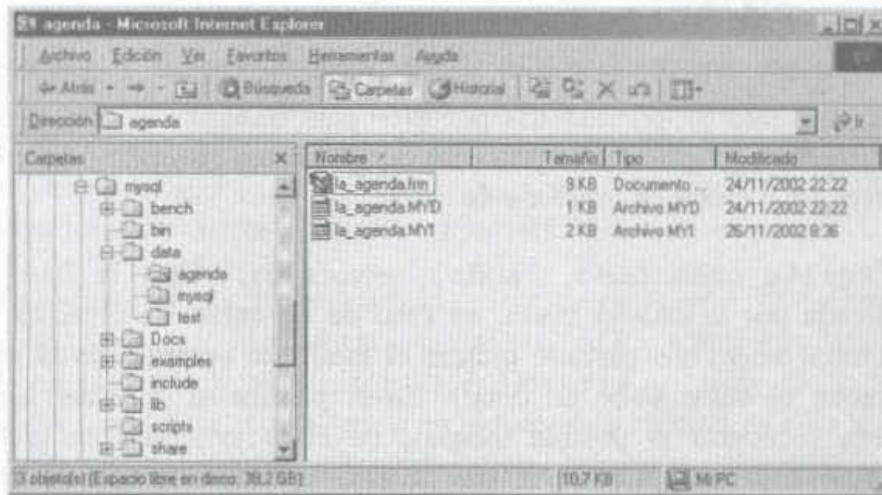 agenda - Microsoft Internet Explorer
Archivo Edición Ver Favoritos Herramientas Ayuda
Atrás Búsqueda Carpetas Historial
Dirección agenda Ir
Carpetas
mysql
bench
bin
data
agenda
mysql
test
Docs
examples
include
lib
scripts
share
Nombre Tamaño Tipo Modificado
la_agenda.frm 9 KB Documento ... 24/11/2002 22:22
la_agenda.MYD 1 KB Archivo MYD 24/11/2002 22:22
la_agenda.MYI 2 KB Archivo MYI 26/11/2002 8:36
3 objeto(s) (Espacio libre en disco: 38,2 GB) 10,7 KB Mi PC